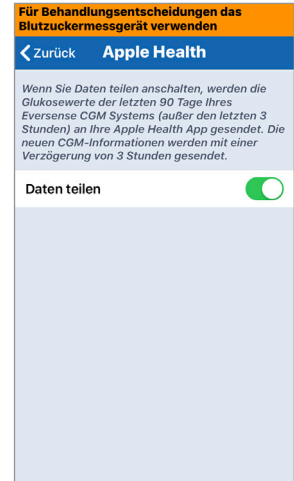 Für Behandlungsentscheidungen das
Blutzuckermessgerät verwenden
Zurück Apple Health
Wenn Sie Daten teilen anschalten, werden die
Glukosewerte der letzten 90 Tage Ihres
Eversense CGM Systems (außer den letzten 3
Stunden) an Ihre Apple Health App gesendet. Die
neuen CGM-Informationen werden mit einer
Verzögerung von 3 Stunden gesendet.
Daten teilen